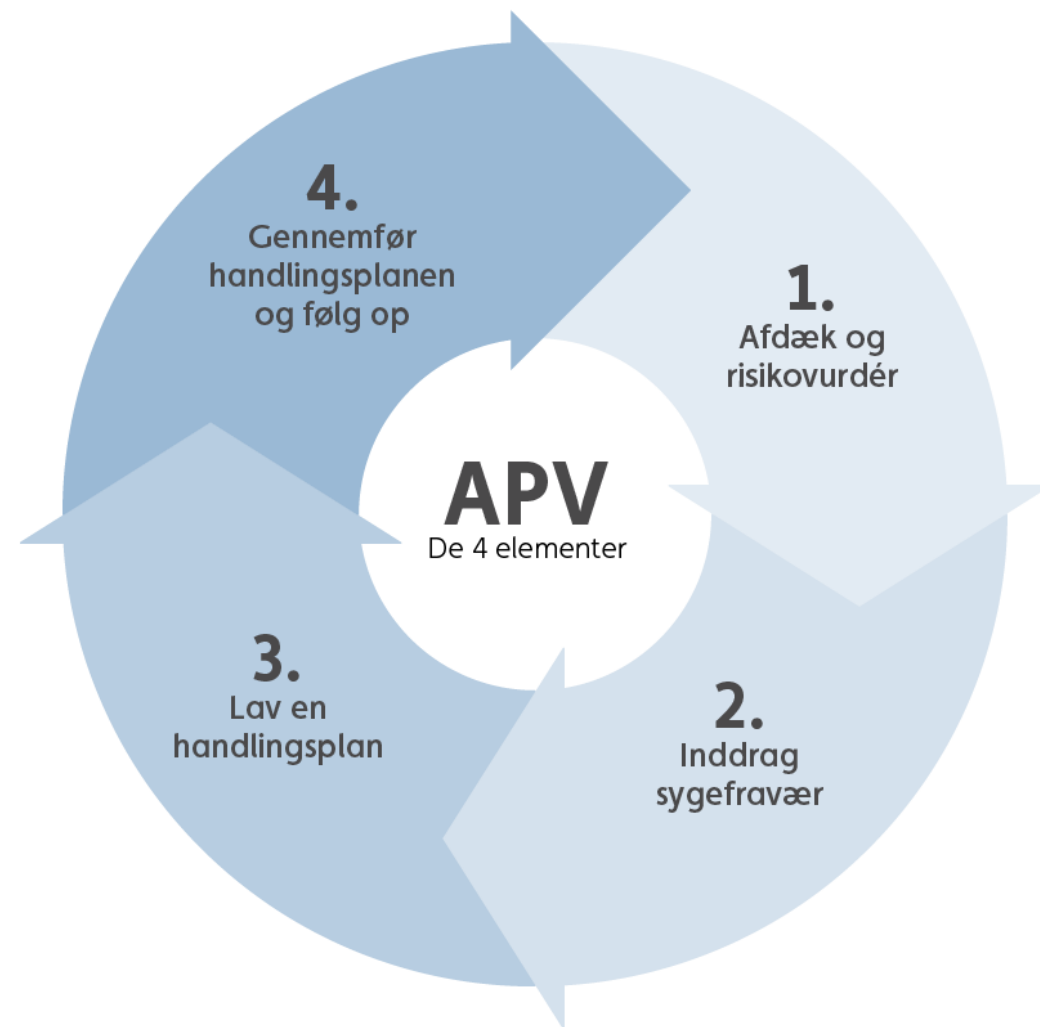 APV
De 4 elementer
1.
Afdæk og
risikovurdér
2.
Inddrag
sygefravær
3.
Lav en
handlingsplan
4.
Gennemfør
handlingsplanen
og følg op